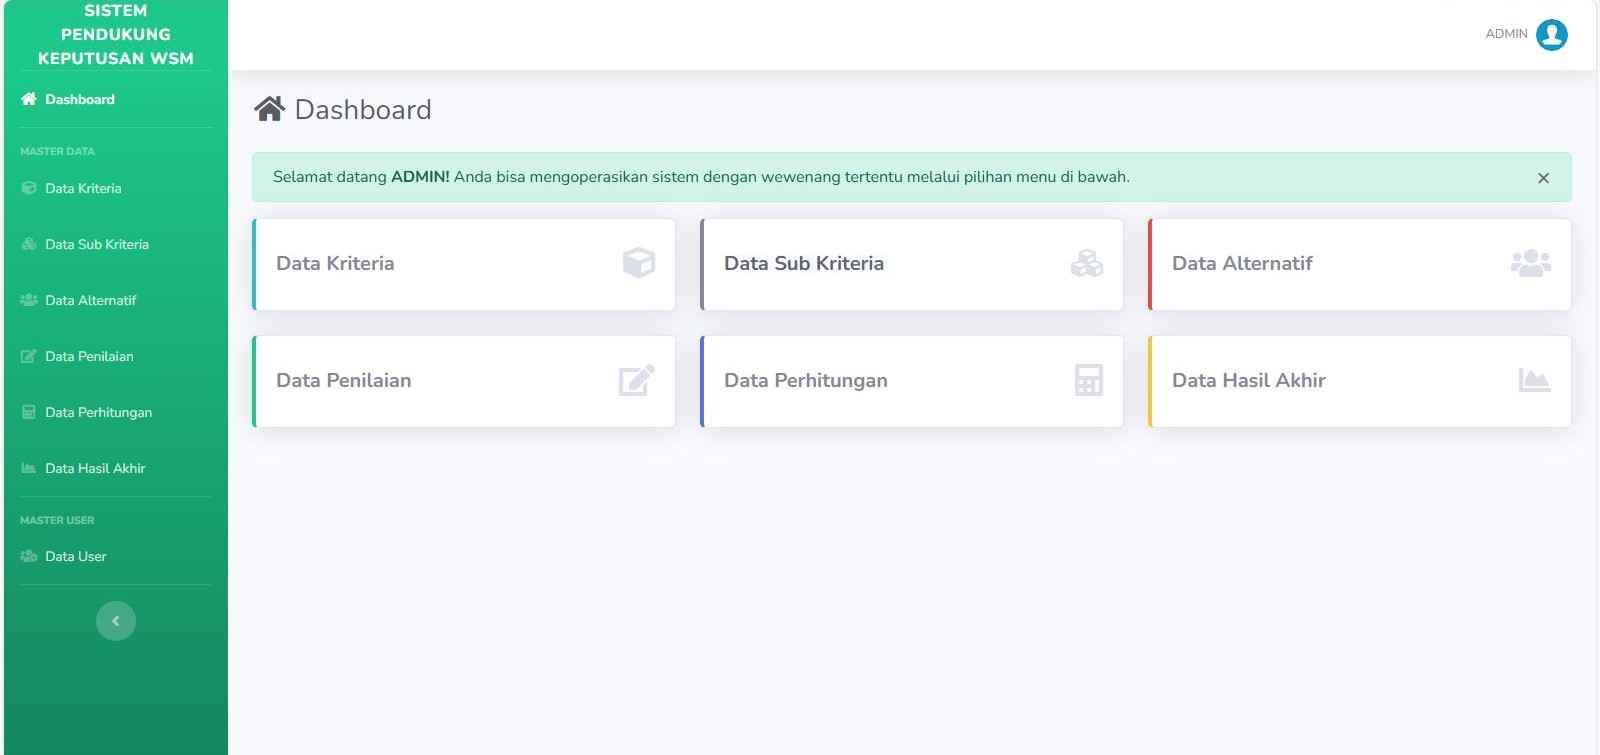 SISTEM
PENDUKUNG
KEPUTUSAN WSM
Dashboard
MASTER DATA
Data Kriteria
Data Sub Kriteria
Data Alternatif
Data Penilaian
Data Perhitungan
Data Hasil Akhir
MASTER USER
Data User
ADMIN
Dashboard
Selamat datang ADMIN! Anda bisa mengoperasikan sistem dengan wewenang tertentu melalui pilihan menu di bawah.
Data Kriteria
Data Sub Kriteria
Data Alternatif
Data Penilaian
Data Perhitungan
Data Hasil Akhir